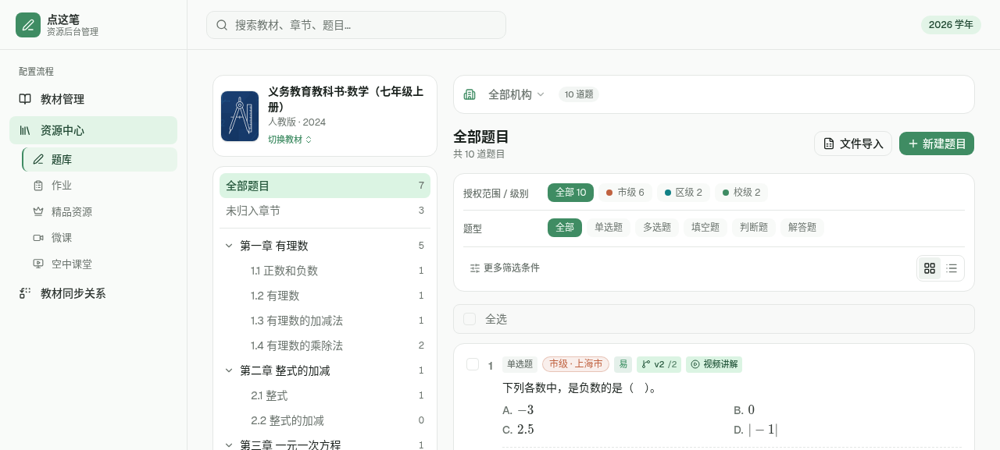 点这笔
资源后台管理
搜索教材、章节、题目...
2026 学年
配置流程
教材管理
资源中心
题库
作业
精品资源
微课
空中课堂
教材同步关系
义务教育教科书·数学（七年级上册）
人教版 · 2024
切换教材
全部题目 7
未归入章节 3
第一章 有理数 5
1.1 正数和负数 1
1.2 有理数 1
1.3 有理数的加减法 1
1.4 有理数的乘除法 2
第二章 整式的加减 1
2.1 整式 1
2.2 整式的加减 0
第三章 一元一次方程 1
全部机构 10 道题
全部题目
共 10 道题目
文件导入
新建题目
授权范围 / 级别 全部 10 市级 6 区级 2 校级 2
题型 全部 单选题 多选题 填空题 判断题 解答题
更多筛选条件
全选
1 单选题 市级 · 上海市 易 v2 /2 视频讲解
下列各数中，是负数的是（ ）。
A. −3 B. 0
C. 2.5 D. |−1|